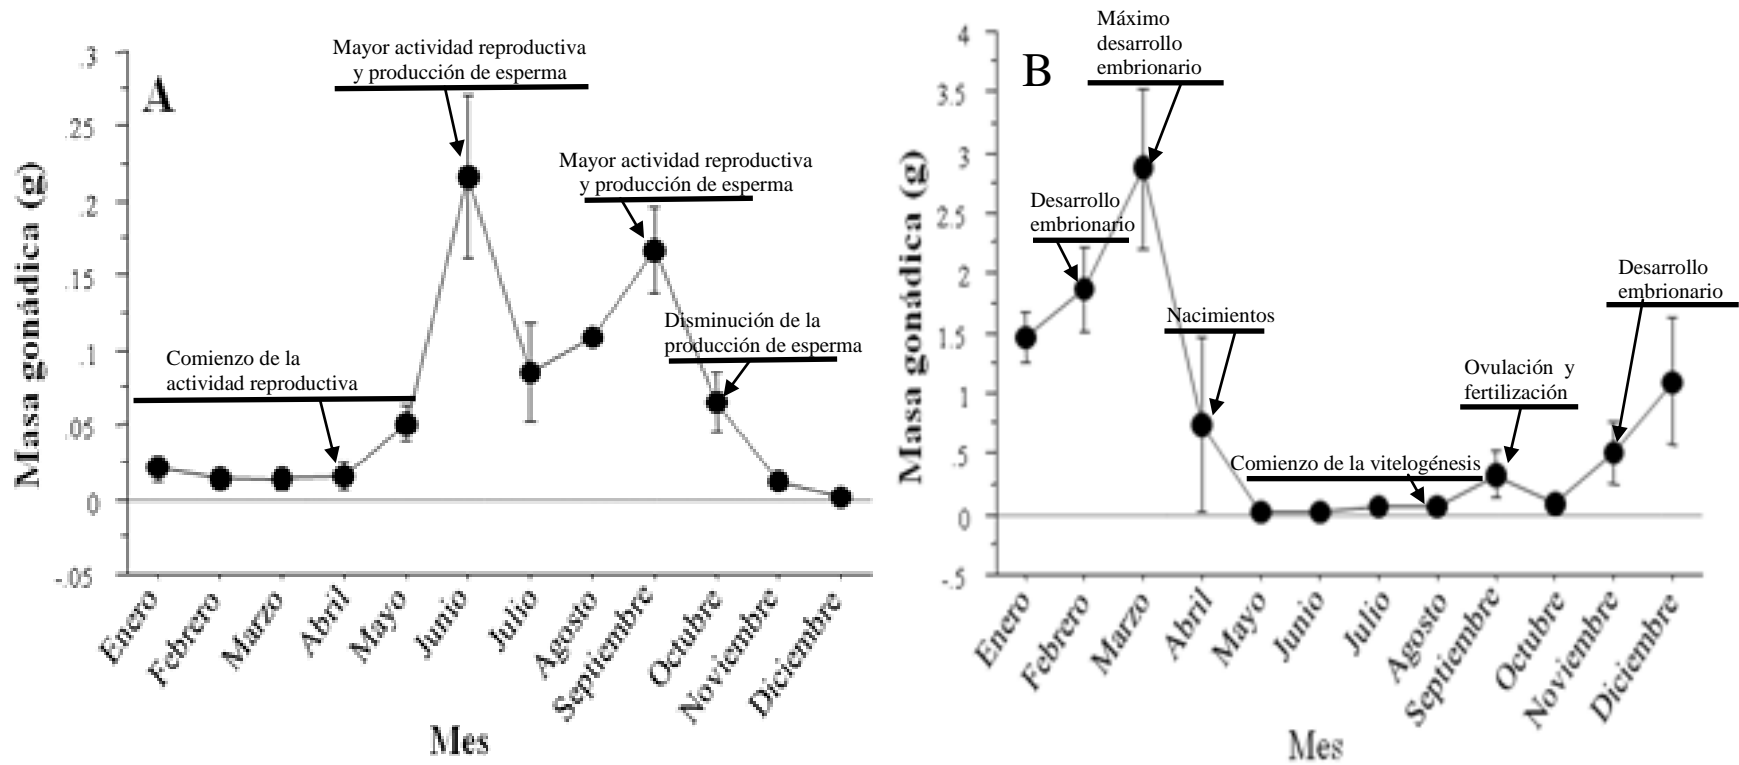 A
Masa gonádica (g)
.3
.25
.2
.15
.1
.05
0
-.05
Mayor actividad reproductiva
y producción de esperma
Mayor actividad reproductiva
y producción de esperma
Disminución de la
producción de esperma
Comienzo de la
actividad reproductiva
Enero
Febrero
Marzo
Abril
Mayo
Junio
Julio
Agosto
Septiembre
Octubre
Noviembre
Diciembre
Mes
B
Masa gonádica (g)
4
3.5
3
2.5
2
1.5
1
.5
0
-.5
Máximo
desarrollo
embrionario
Desarrollo
embrionario
Nacimientos
Comienzo de la vitelogénesis
Ovulación y
fertilización
Desarrollo
embrionario
Enero
Febrero
Marzo
Abril
Mayo
Junio
Julio
Agosto
Septiembre
Octubre
Noviembre
Diciembre
Mes